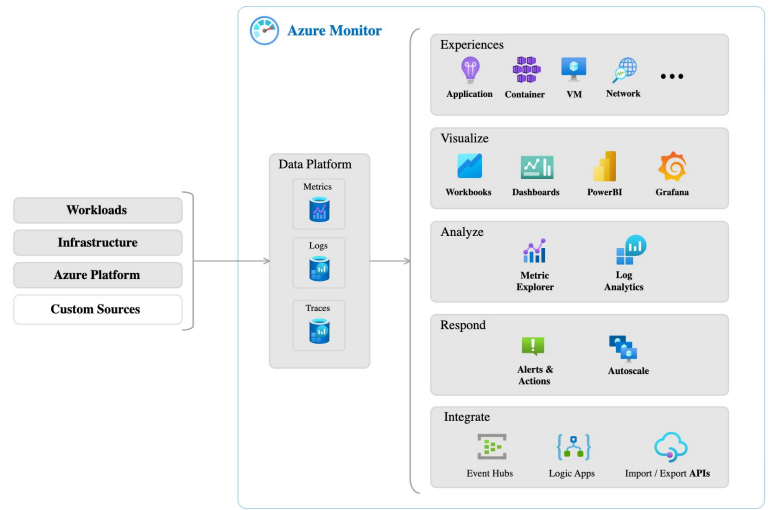 Azure Monitor
Workloads
Infrastructure
Azure Platform
Custom Sources
Data Platform
Metrics
Logs
Traces
Experiences
Application
Container
VM
Network
Visualize
Workbooks
Dashboards
PowerBI
Grafana
Analyze
Metric
Explorer
Log
Analytics
Respond
Alerts &
Actions
Autoscale
Integrate
Event Hubs
Logic Apps
Import / Export APIs